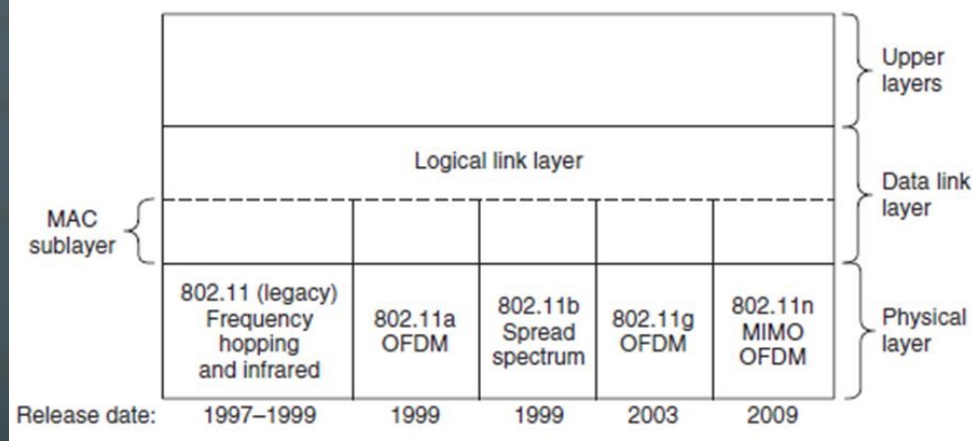 Upper
layers
Logical link layer
Data link
layer
MAC
sublayer
802.11 (legacy)
Frequency
hopping
and infrared
802.11a
OFDM
802.11b
Spread
spectrum
802.11g
OFDM
802.11n
MIMO
OFDM
Physical
layer
Release date: 1997–1999 1999 1999 2003 2009